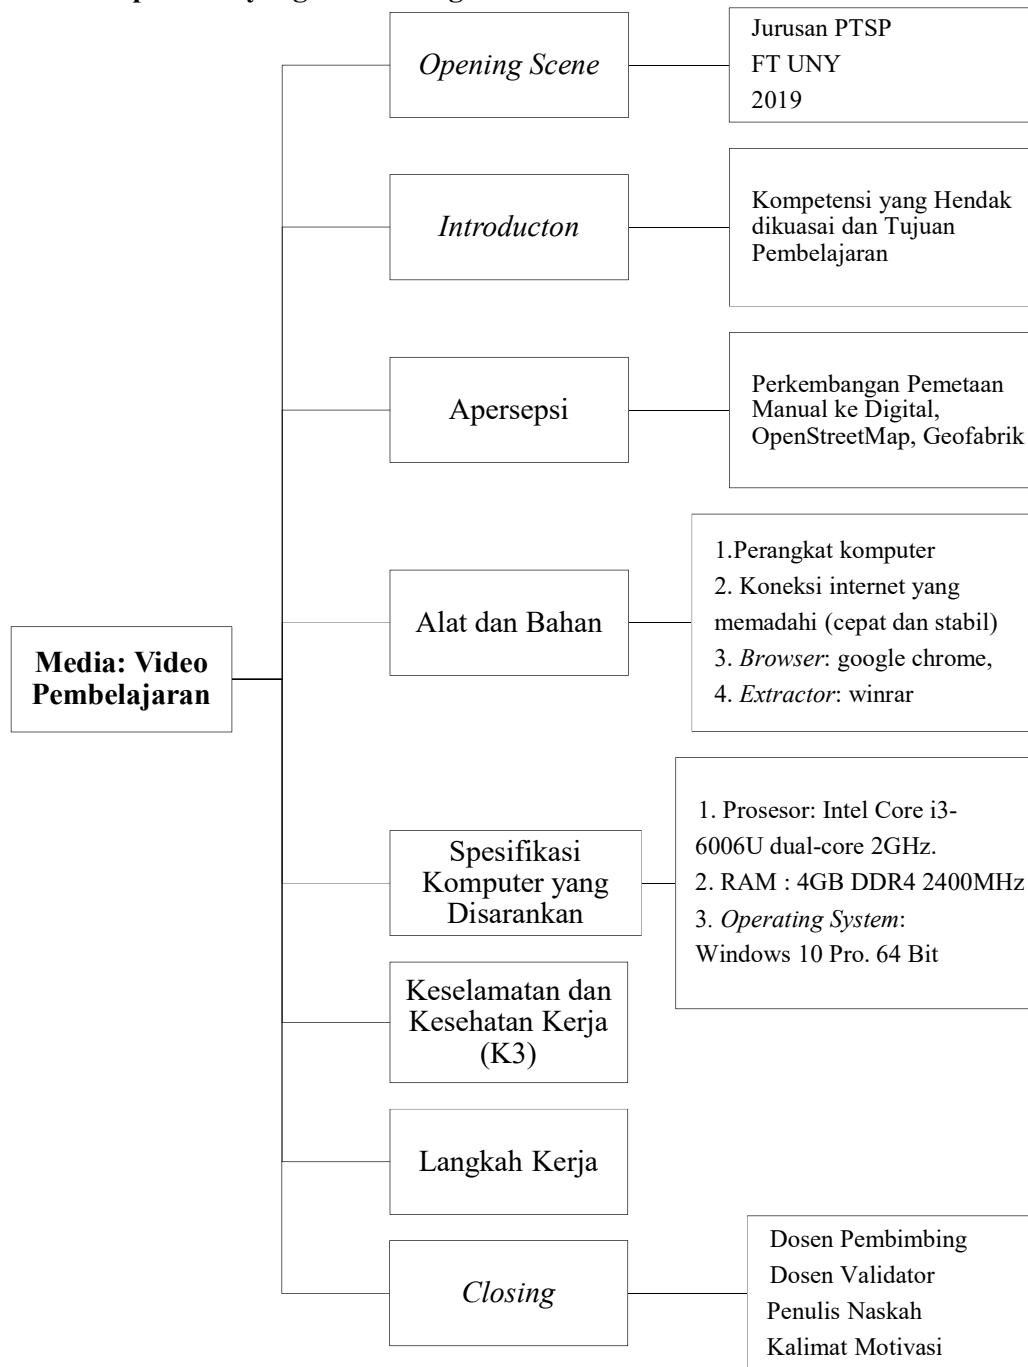 Opening Scene
Jurusan PTSP
FT UNY
2019
Introducton
Kompetensi yang Hendak
dikuasai dan Tujuan
Pembelajaran
Apersepsi
Perkembangan Pemetaan
Manual ke Digital,
OpenStreetMap, Geofabrik
Alat dan Bahan
1.Perangkat komputer
2. Koneksi internet yang
memadahi (cepat dan stabil)
3. Browser: google chrome,
4. Extractor: winrar
Media: Video
Pembelajaran
Spesifikasi
Komputer yang
Disarankan
1. Prosesor: Intel Core i3-
6006U dual-core 2GHz.
2. RAM : 4GB DDR4 2400MHz
3. Operating System:
Windows 10 Pro. 64 Bit
Keselamatan dan
Kesehatan Kerja
(K3)
Langkah Kerja
Closing
Dosen Pembimbing
Dosen Validator
Penulis Naskah
Kalimat Motivasi